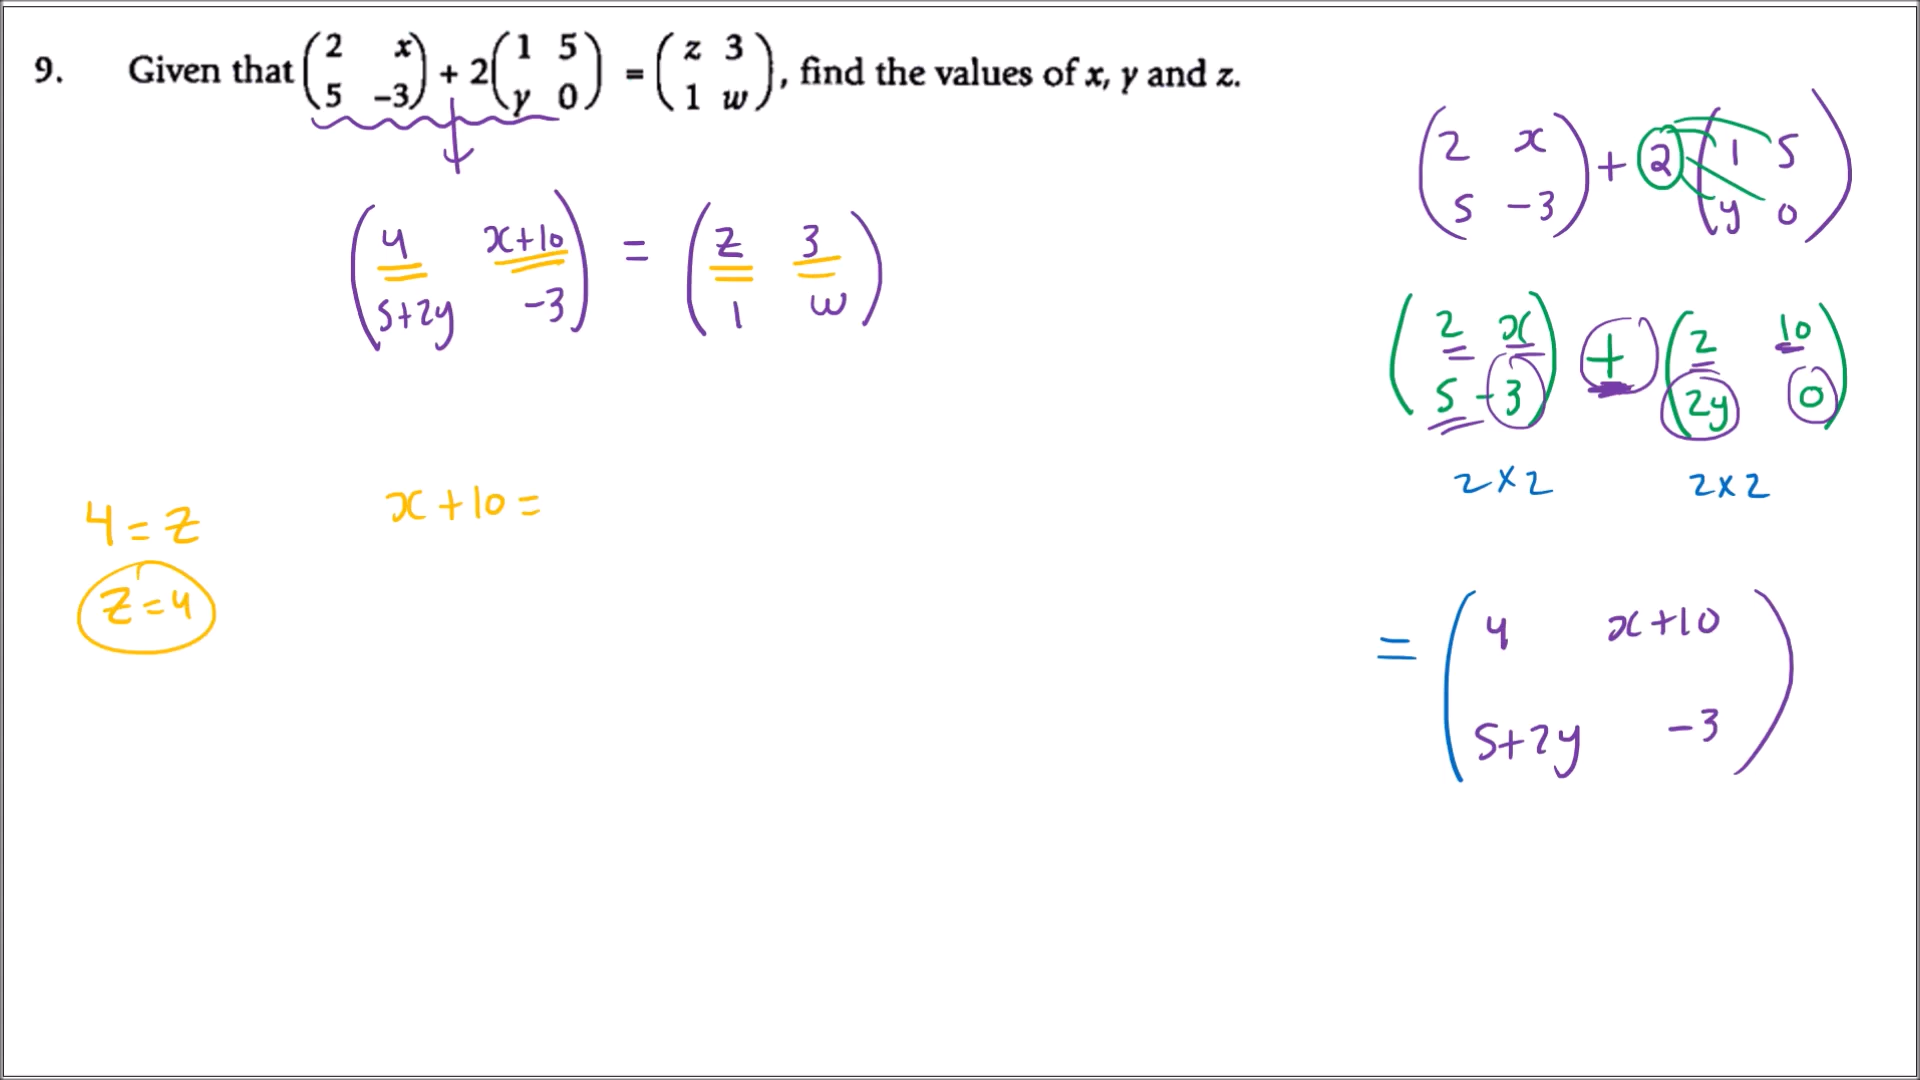 9. Given that (2 x) + 2(1 5) = (z 3), find the values of x, y and z.
(5 -3) (y 0) (1 w)
(2 x) + 2 (1 5)
(5 -3) (y 0)
(4 x+10) = (z 3)
(5+2y -3) (1 w)
(2 x) + (2 10)
(5 -3) (2y 0)
2×2 2×2
4=z x+10=
z=4
= (4 x+10)
(5+2y -3)